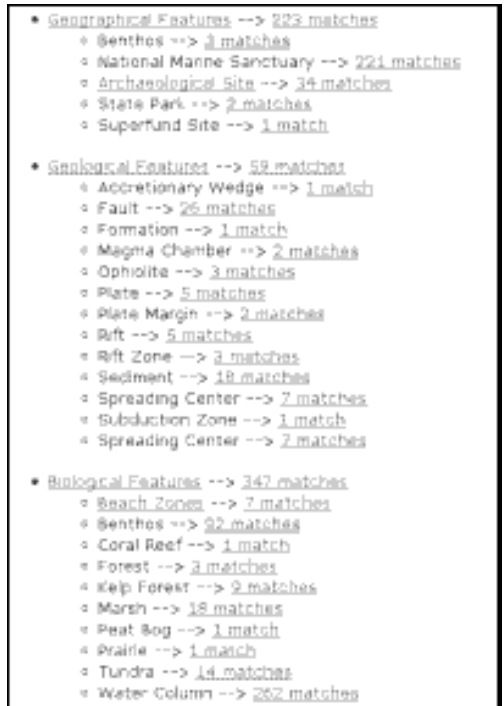 • Geographical Features --> 223 matches
◦ Benthos --> 3 matches
◦ National Marine Sanctuary --> 221 matches
◦ Archaeological Site --> 34 matches
◦ State Park --> 2 matches
◦ Superfund Site --> 1 match
• Geological Features --> 59 matches
◦ Accretionary Wedge --> 1 match
◦ Fault --> 26 matches
◦ Formation --> 1 match
◦ Magma Chamber --> 2 matches
◦ Ophiolite --> 3 matches
◦ Plate --> 5 matches
◦ Plate Margin --> 2 matches
◦ Rift --> 5 matches
◦ Rift Zone --> 3 matches
◦ Sediment --> 18 matches
◦ Spreading Center --> 7 matches
◦ Subduction Zone --> 1 match
◦ Spreading Center --> 7 matches
• Biological Features --> 347 matches
◦ Beach Zones --> 7 matches
◦ Benthos --> 92 matches
◦ Coral Reef --> 1 match
◦ Forest --> 3 matches
◦ Kelp Forest --> 9 matches
◦ Marsh --> 18 matches
◦ Peat Bog --> 1 match
◦ Prairie --> 1 match
◦ Tundra --> 14 matches
◦ Water Column --> 262 matches